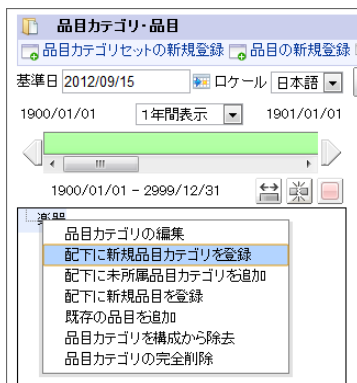 品目カテゴリ・品目
品目カテゴリセットの新規登録 品目の新規登録
基準日 2012/09/15 ロケール 日本語
1900/01/01 1年間表示 1901/01/01
1900/01/01 - 2999/12/31
楽器
品目カテゴリの編集
配下に新規品目カテゴリを登録
配下に未所属品目カテゴリを追加
配下に新規品目を登録
既存の品目を追加
品目カテゴリを構成から除去
品目カテゴリの完全削除